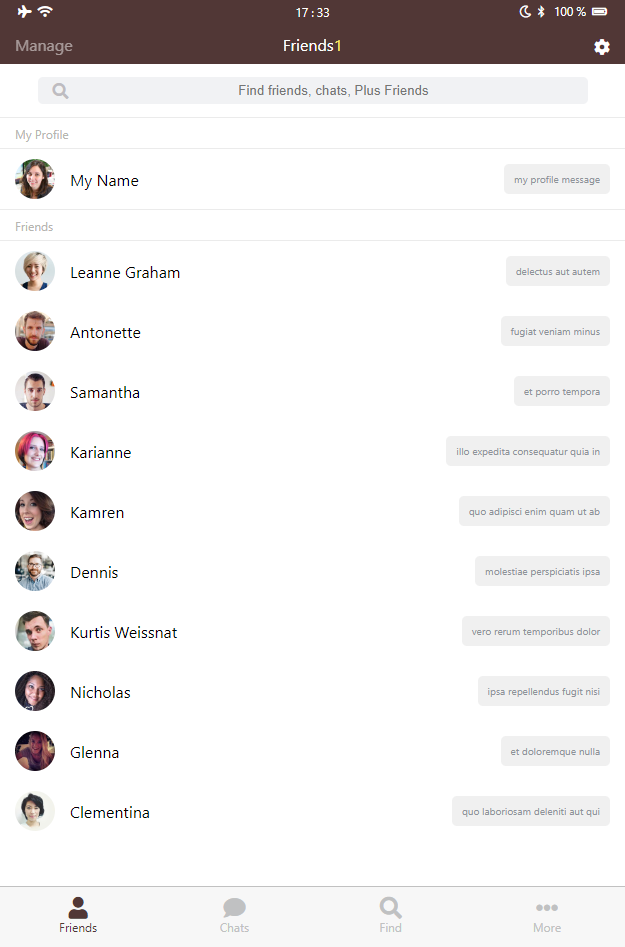 17 : 33
100 %
Manage
Friends1
Find friends, chats, Plus Friends
My Profile
My Name
my profile message
Friends
Leanne Graham
delectus aut autem
Antonette
fugiat veniam minus
Samantha
et porro tempora
Karianne
illo expedita consequatur quia in
Kamren
quo adipisci enim quam ut ab
Dennis
molestiae perspiciatis ipsa
Kurtis Weissnat
vero rerum temporibus dolor
Nicholas
ipsa repellendus fugit nisi
Glenna
et doloremque nulla
Clementina
quo laboriosam deleniti aut qui
Friends
Chats
Find
More